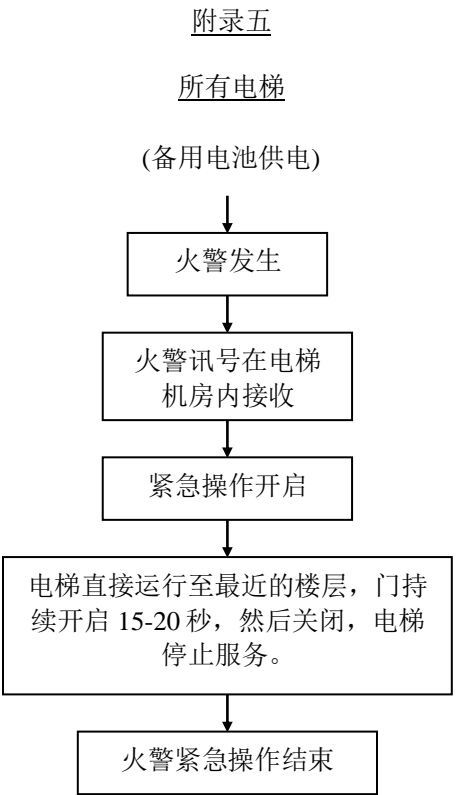 附录五
所有电梯
(备用电池供电)
火警发生
火警讯号在电梯
机房内接收
紧急操作开启
电梯直接运行至最近的楼层，门持
续开启 15-20 秒，然后关闭，电梯
停止服务。
火警紧急操作结束